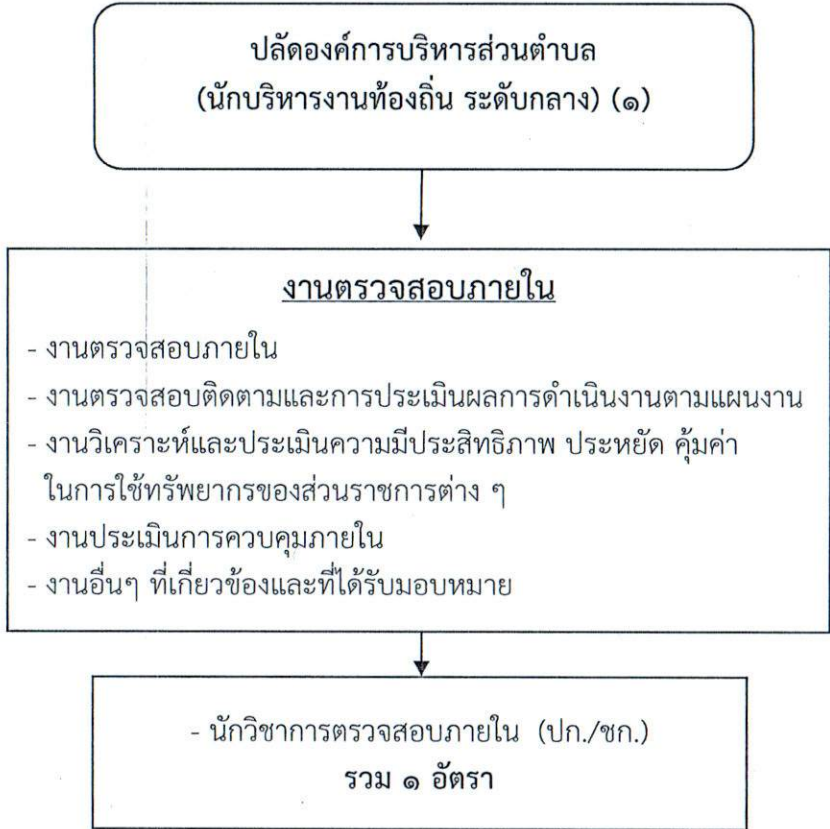 ปลัดองค์การบริหารส่วนตำบล
(นักบริหารงานท้องถิ่น ระดับกลาง) (๑)
งานตรวจสอบภายใน
- งานตรวจสอบภายใน
- งานตรวจสอบติดตามและการประเมินผลการดำเนินงานตามแผนงาน
- งานวิเคราะห์และประเมินความมีประสิทธิภาพ ประหยัด คุ้มค่า
ในการใช้ทรัพยากรของส่วนราชการต่าง ๆ
- งานประเมินการควบคุมภายใน
- งานอื่นๆ ที่เกี่ยวข้องและที่ได้รับมอบหมาย
- นักวิชาการตรวจสอบภายใน (ปก./ชก.)
รวม ๑ อัตรา